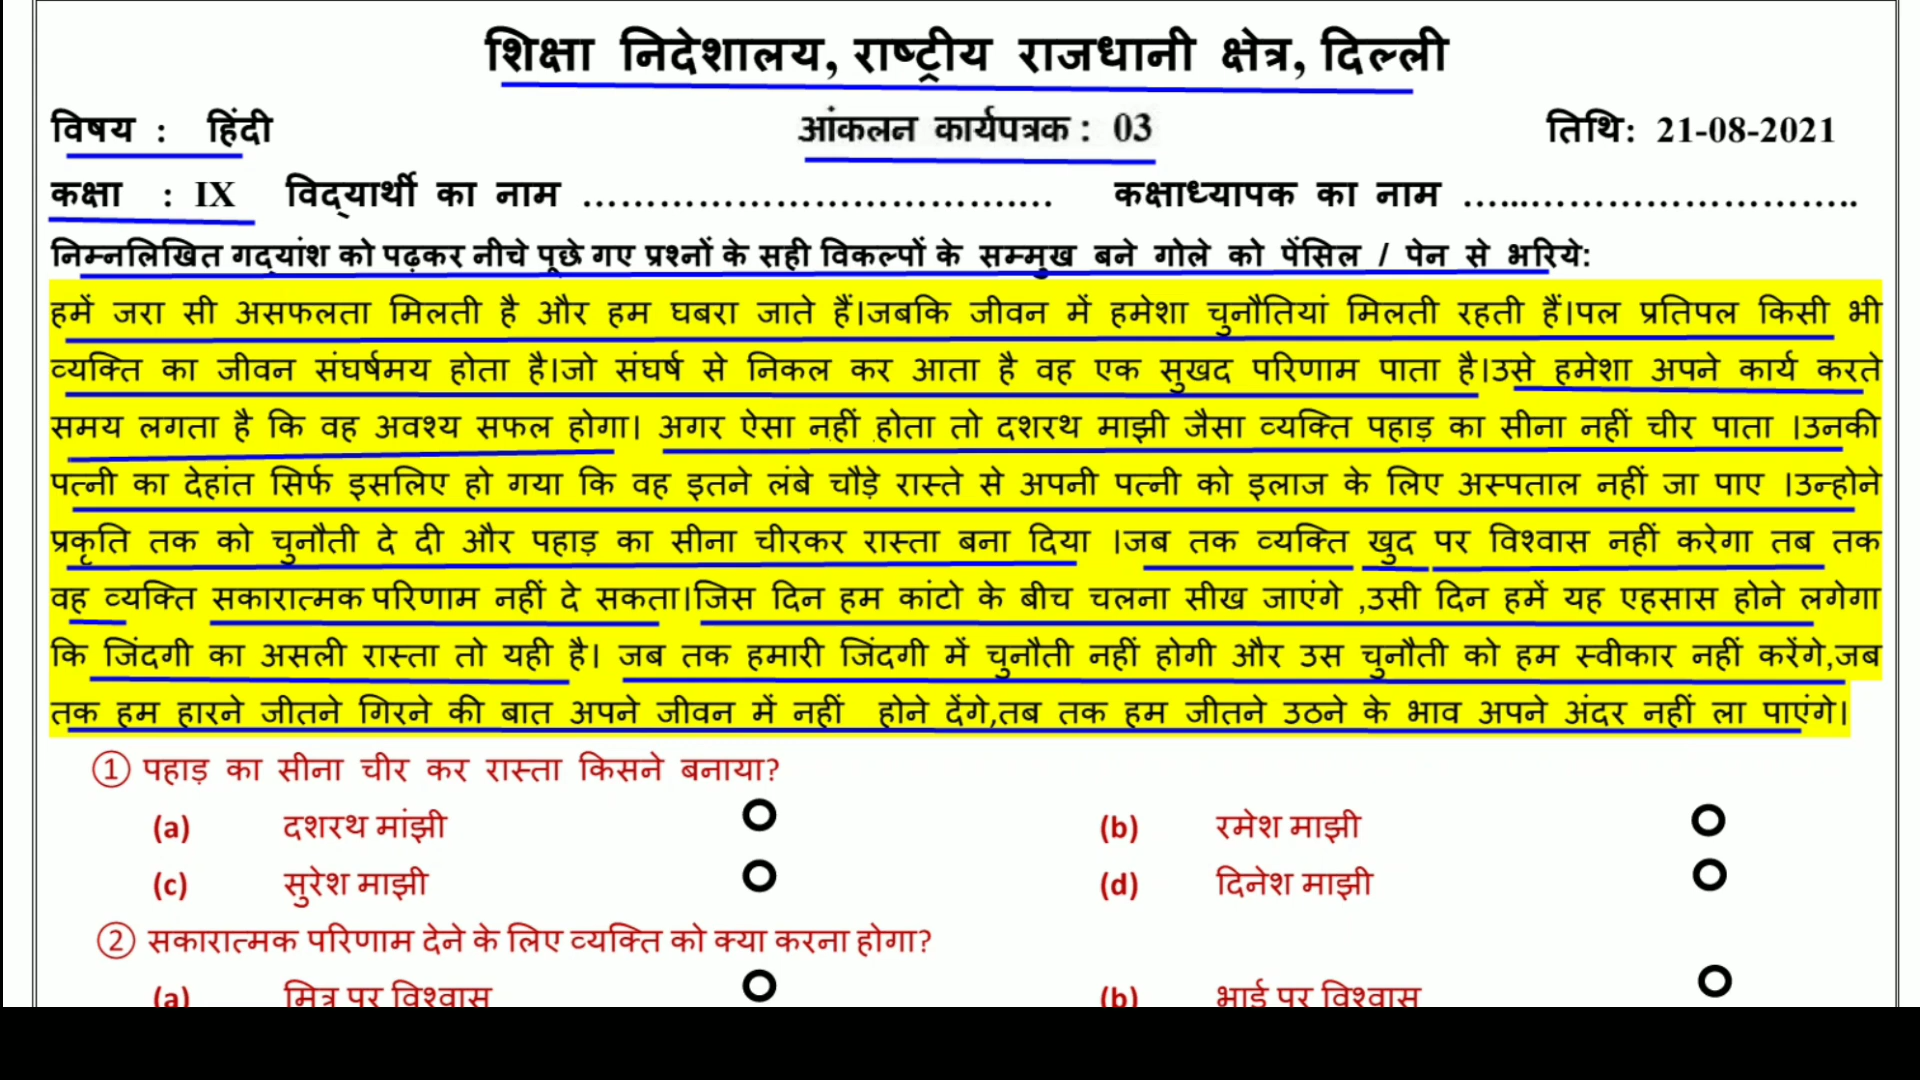 शिक्षा निदेशालय, राष्ट्रीय राजधानी क्षेत्र, दिल्ली
विषय : हिंदी आंकलन कार्यपत्रक : 03 तिथि: 21-08-2021
कक्षा : IX विद्यार्थी का नाम ……………………………….… कक्षाध्यापक का नाम …...……………………..
निम्नलिखित गद्यांश को पढ़कर नीचे पूछे गए प्रश्नों के सही विकल्पों के सम्मुख बने गोले को पेंसिल / पेन से भरिये:
हमें जरा सी असफलता मिलती है और हम घबरा जाते हैं।जबकि जीवन में हमेशा चुनौतियां मिलती रहती हैं।पल प्रतिपल किसी भी
व्यक्ति का जीवन संघर्षमय होता है।जो संघर्ष से निकल कर आता है वह एक सुखद परिणाम पाता है।उसे हमेशा अपने कार्य करते
समय लगता है कि वह अवश्य सफल होगा। अगर ऐसा नहीं होता तो दशरथ माझी जैसा व्यक्ति पहाड़ का सीना नहीं चीर पाता ।उनकी
पत्नी का देहांत सिर्फ इसलिए हो गया कि वह इतने लंबे चौड़े रास्ते से अपनी पत्नी को इलाज के लिए अस्पताल नहीं जा पाए ।उन्होने
प्रकृति तक को चुनौती दे दी और पहाड़ का सीना चीरकर रास्ता बना दिया ।जब तक व्यक्ति खुद पर विश्वास नहीं करेगा तब तक
वह व्यक्ति सकारात्मक परिणाम नहीं दे सकता।जिस दिन हम कांटो के बीच चलना सीख जाएंगे ,उसी दिन हमें यह एहसास होने लगेगा
कि जिंदगी का असली रास्ता तो यही है। जब तक हमारी जिंदगी में चुनौती नहीं होगी और उस चुनौती को हम स्वीकार नहीं करेंगे,जब
तक हम हारने जीतने गिरने की बात अपने जीवन में नहीं होने देंगे,तब तक हम जीतने उठने के भाव अपने अंदर नहीं ला पाएंगे।
① पहाड़ का सीना चीर कर रास्ता किसने बनाया?
(a) दशरथ मांझी (b) रमेश माझी
(c) सुरेश माझी (d) दिनेश माझी
② सकारात्मक परिणाम देने के लिए व्यक्ति को क्या करना होगा?
(a) मित्र पर विश्वास (b) भाई पर विश्वास